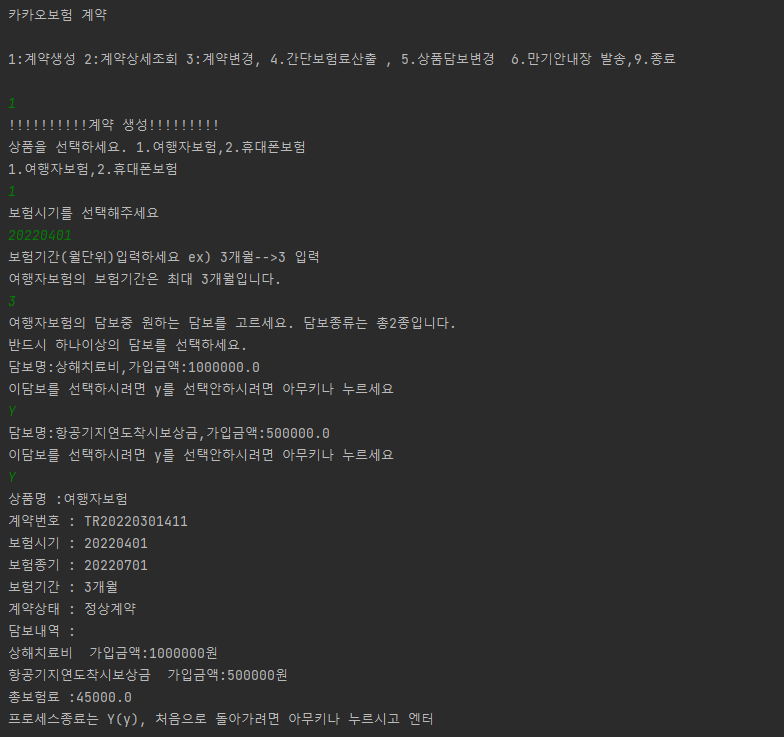 카카오보험 계약
1:계약생성 2:계약상세조회 3:계약변경, 4.간단보험료산출 , 5.상품담보변경  6.만기안내장 발송,9.종료
1
!!!!!!!!!!계약 생성!!!!!!!!!
상품을 선택하세요. 1.여행자보험,2.휴대폰보험
1.여행자보험,2.휴대폰보험
1
보험시기를 선택해주세요
20220401
보험기간(월단위)입력하세요 ex) 3개월-->3 입력
여행자보험의 보험기간은 최대 3개월입니다.
3
여행자보험의 담보중 원하는 담보를 고르세요. 담보종류는 총2종입니다.
반드시 하나이상의 담보를 선택하세요.
담보명:상해치료비,가입금액:1000000.0
이담보를 선택하시려면 y를 선택안하시려면 아무키나 누르세요
Y
담보명:항공기지연도착시보상금,가입금액:500000.0
이담보를 선택하시려면 y를 선택안하시려면 아무키나 누르세요
Y
상품명 :여행자보험
계약번호 : TR20220301411
보험시기 : 20220401
보험종기 : 20220701
보험기간 : 3개월
계약상태 : 정상계약
담보내역 :
상해치료비  가입금액:1000000원
항공기지연도착시보상금  가입금액:500000원
총보험료 :45000.0
프로세스종료는 Y(y), 처음으로 돌아가려면 아무키나 누르시고 엔터